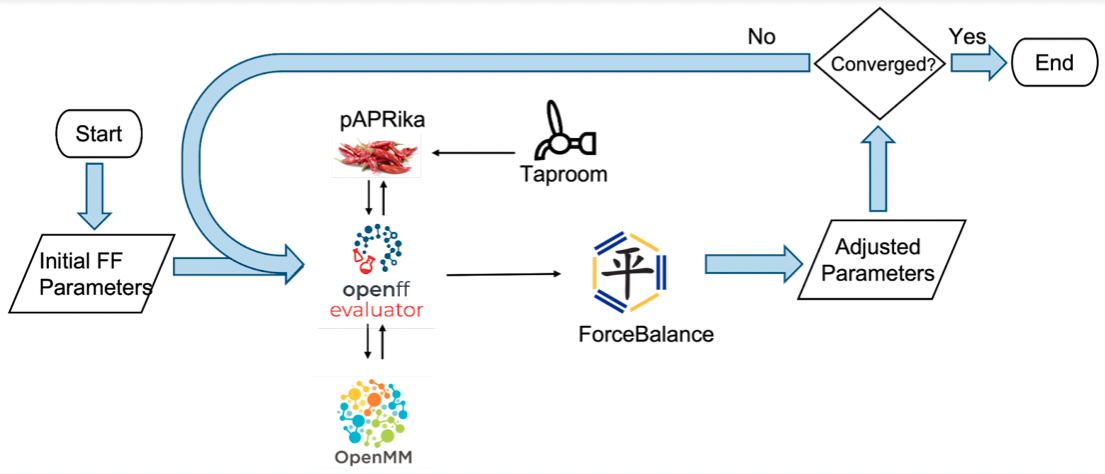 No
Yes
Converged?
End
Start
pAPRika
Taproom
Initial FF
Parameters
openff
evaluator
平
ForceBalance
Adjusted
Parameters
OpenMM